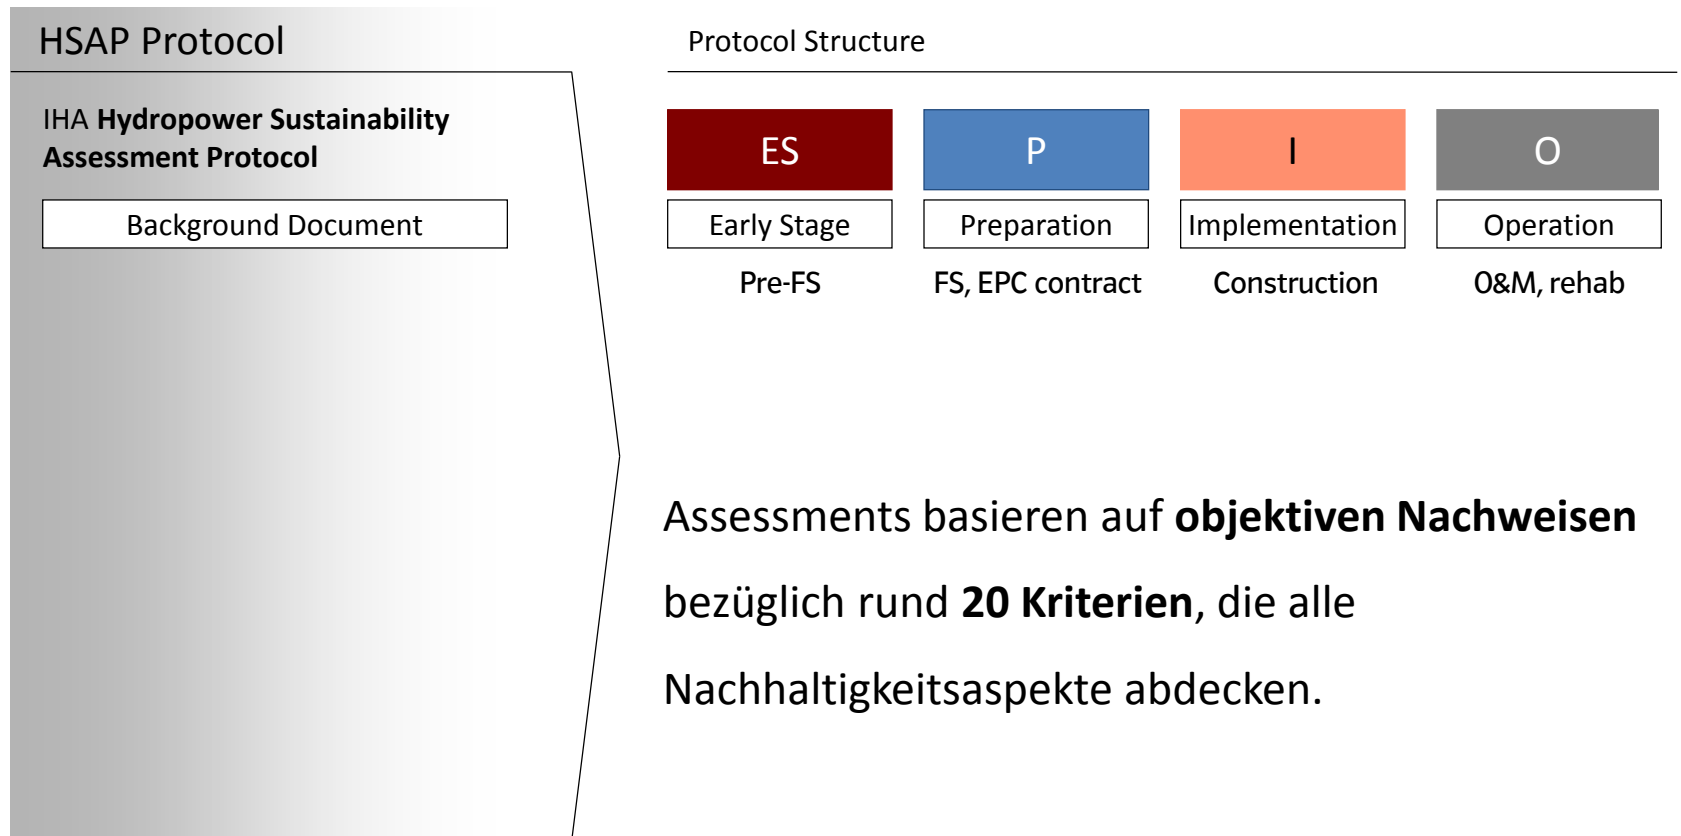 HSAP Protocol
IHA Hydropower Sustainability
Assessment Protocol
Background Document
Protocol Structure
ES
P
I
O
Early Stage
Preparation
Implementation
Operation
Pre-FS
FS, EPC contract
Construction
O&M, rehab
Assessments basieren auf objektiven Nachweisen
bezüglich rund 20 Kriterien, die alle
Nachhaltigkeitsaspekte abdecken.